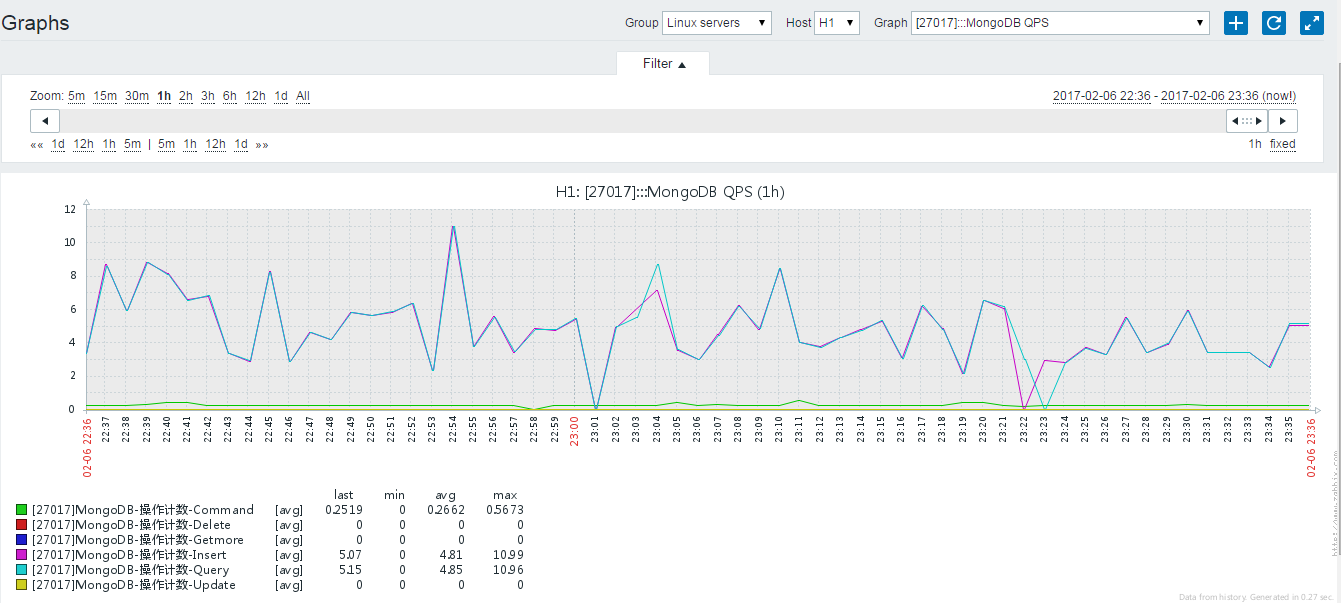 Graphs Group Linux servers ▼ Host H1 ▼ Graph [27017]:::MongoDB QPS ▼
Filter ▲
Zoom: 5m 15m 30m 1h 2h 3h 6h 12h 1d All 2017-02-06 22:36 - 2017-02-06 23:36 (now!)
«« 1d 12h 1h 5m | 5m 1h 12h 1d »» 1h fixed
H1: [27017]:::MongoDB QPS (1h)
12
10
8
6
4
2
0
02-06 22:36 22:37 22:38 22:39 22:40 22:41 22:42 22:43 22:44 22:45 22:46 22:47 22:48 22:49 22:50 22:51 22:52 22:53 22:54 22:55 22:56 22:57 22:58 22:59 23:00 23:01 23:02 23:03 23:04 23:05 23:06 23:07 23:08 23:09 23:10 23:11 23:12 23:13 23:14 23:15 23:16 23:17 23:18 23:19 23:20 23:21 23:22 23:23 23:24 23:25 23:26 23:27 23:28 23:29 23:30 23:31 23:32 23:33 23:34 23:35 02-06 23:36
last min avg max
[27017]MongoDB-操作计数-Command [avg] 0.2519 0 0.2662 0.5673
[27017]MongoDB-操作计数-Delete [avg] 0 0 0 0
[27017]MongoDB-操作计数-Getmore [avg] 0 0 0 0
[27017]MongoDB-操作计数-Insert [avg] 5.07 0 4.81 10.99
[27017]MongoDB-操作计数-Query [avg] 5.15 0 4.85 10.96
[27017]MongoDB-操作计数-Update [avg] 0 0 0 0
http://www.zabbix.com
Data from history. Generated in 0.27 sec.